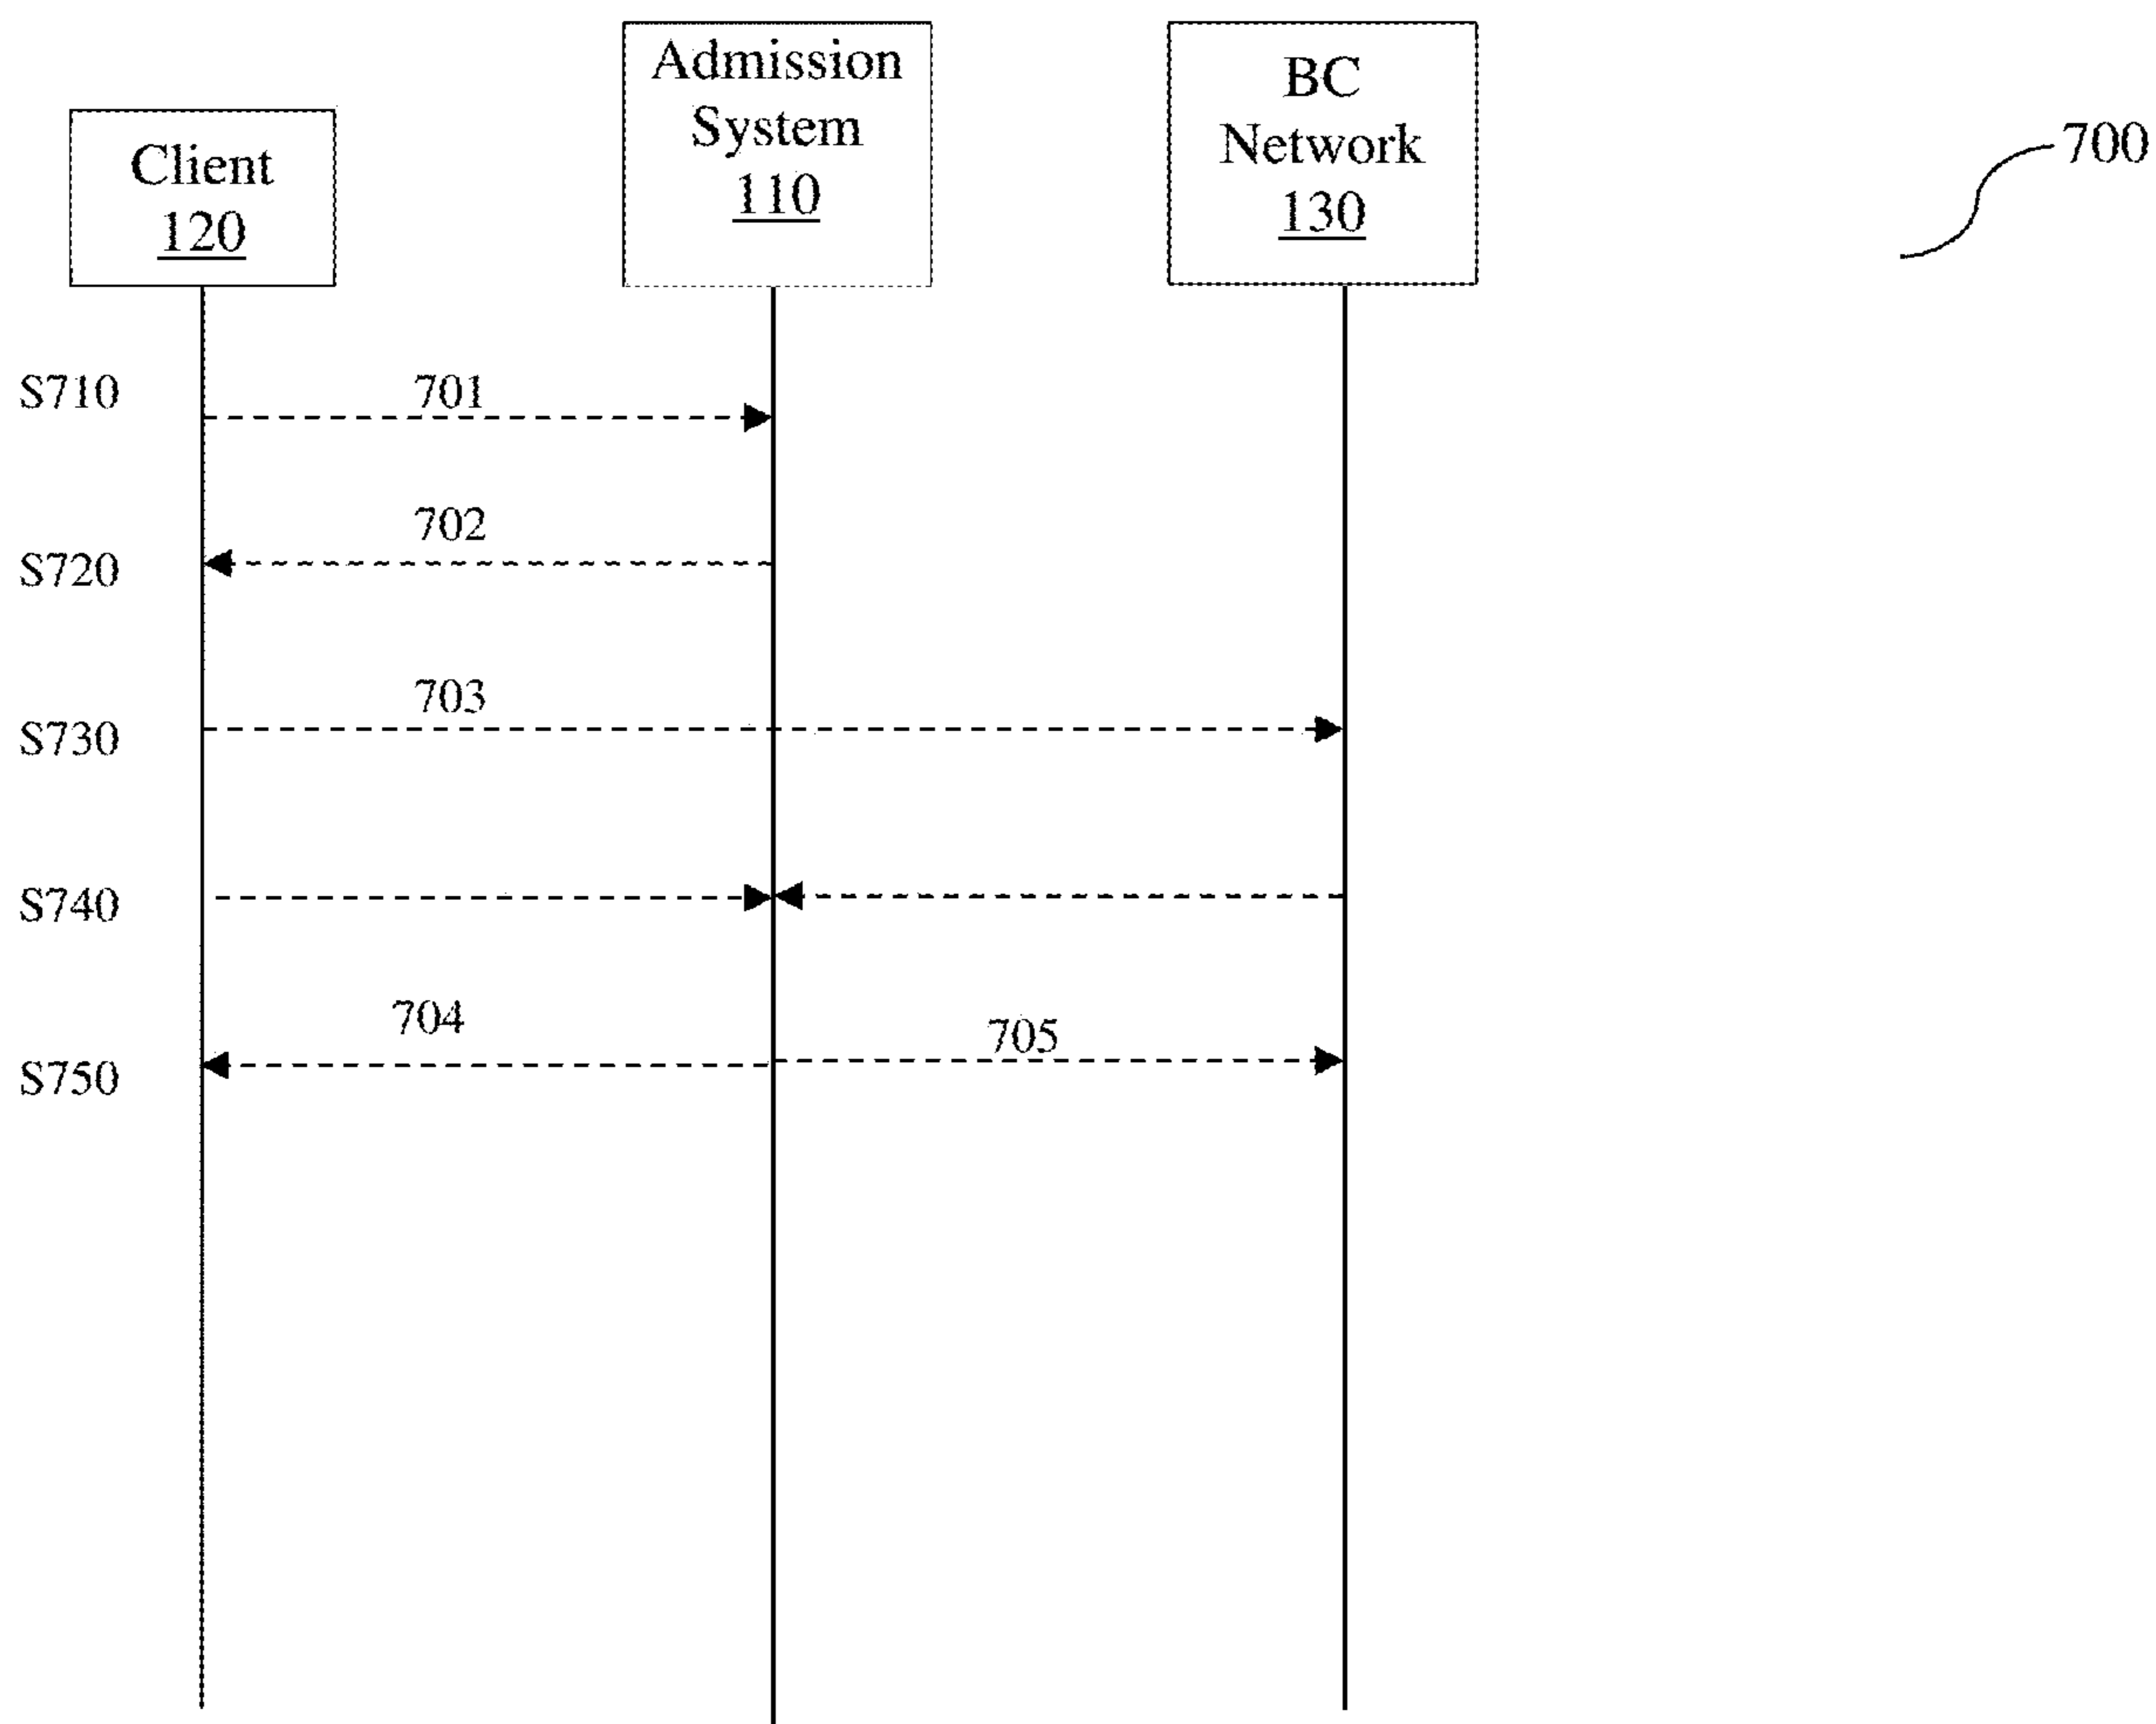 Client
120
Admission
System
110
BC
Network
130
700
S710
701
S720
702
S730
703
S740
S750
704
705